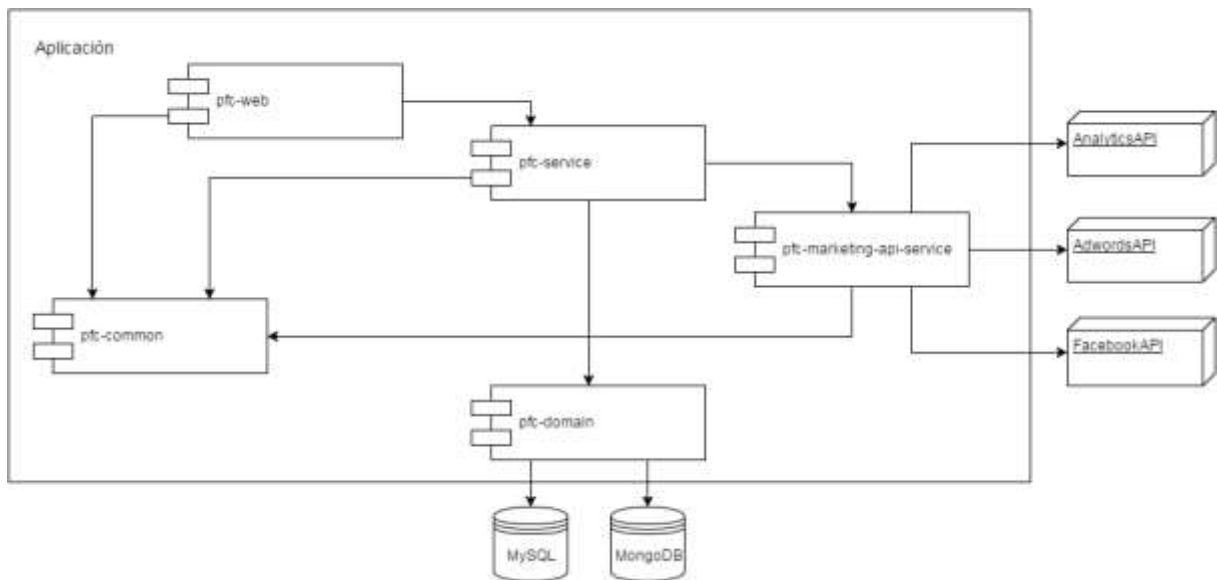 Aplicación
pfc-web
pfc-service
AnalyticsAPI
pfc-marketing-api-service
AdwordsAPI
pfc-common
FacebookAPI
pfc-domain
MySQL
MongoDB